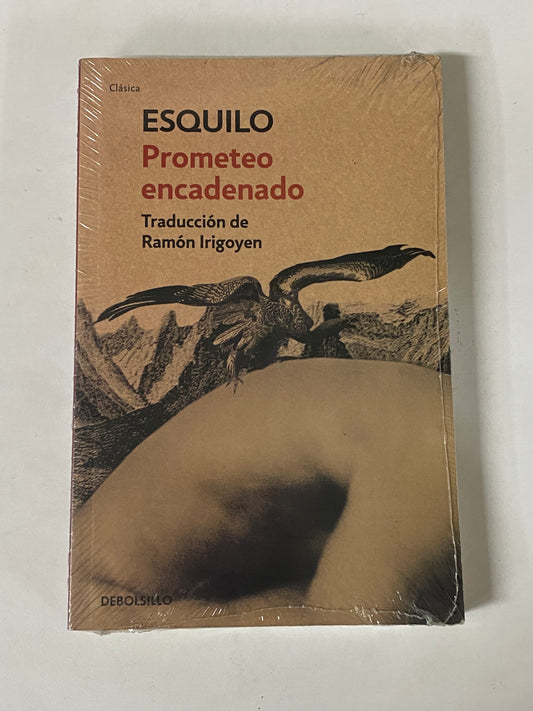 Clásica
ESQUILO
Prometeo
encadenado
Traducción de
Ramón Irigoyen
DEBOLSILLO